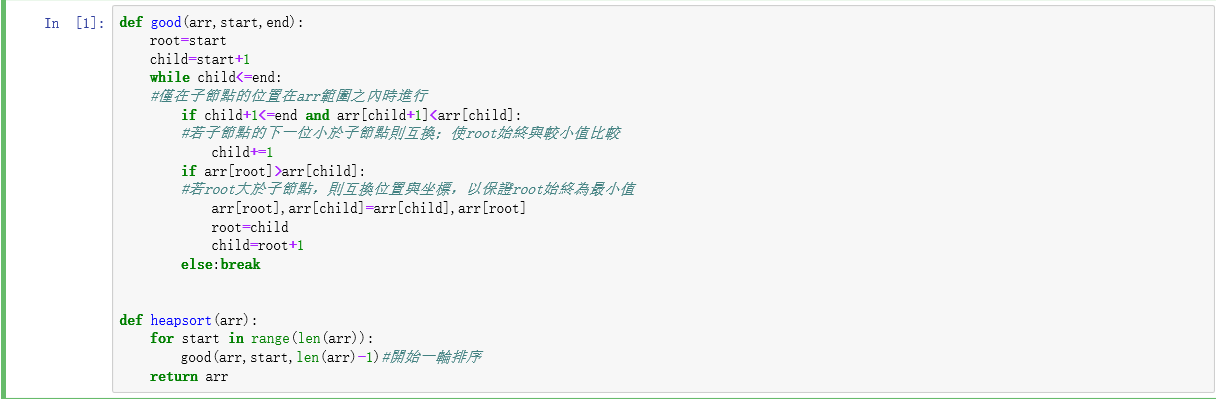 In [1]:
def good(arr,start,end):
    root=start
    child=start+1
    while child<=end:
    #僅在子節點的位置在arr範圍之內時進行
        if child+1<=end and arr[child+1]<arr[child]:
        #若子節點的下一位小於子節點則互換; 使root始終與較小值比較
            child+=1
        if arr[root]>arr[child]:
        #若root大於子節點, 則互換位置與坐標, 以保證root始終為最小值
            arr[root],arr[child]=arr[child],arr[root]
            root=child
            child=root+1
        else:break
def heapsort(arr):
    for start in range(len(arr)):
        good(arr,start,len(arr)-1)#開始一輪排序
    return arr